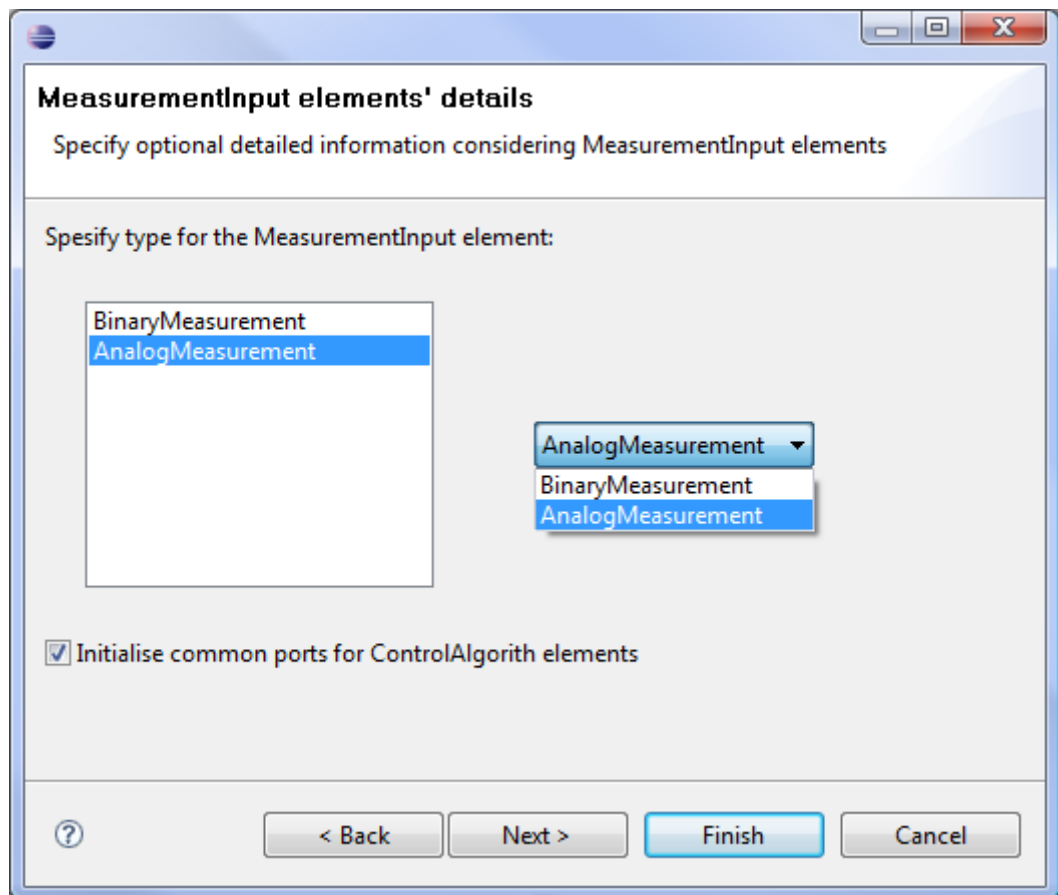 MeasurementInput elements' details
Specify optional detailed information considering MeasurementInput elements
Spesify type for the MeasurementInput element:
BinaryMeasurement
AnalogMeasurement
AnalogMeasurement
BinaryMeasurement
AnalogMeasurement
Initialise common ports for ControlAlgorith elements
? < Back Next > Finish Cancel